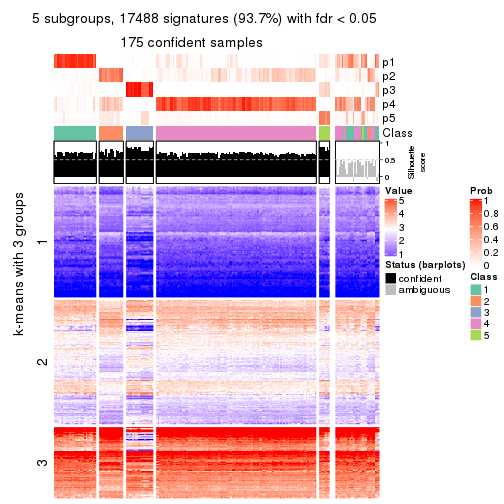 5 subgroups, 17488 signatures (93.7%) with fdr < 0.05
175 confident samples
p1
p2
p3
p4
p5
Class
1
0.5
0
Silhouette
score
k-means with 3 groups
1
2
3
Value
5
4
3
2
1
Status (barplots)
confident
ambiguous
Prob
1
0.8
0.6
0.4
0.2
0
Class
1
2
3
4
5